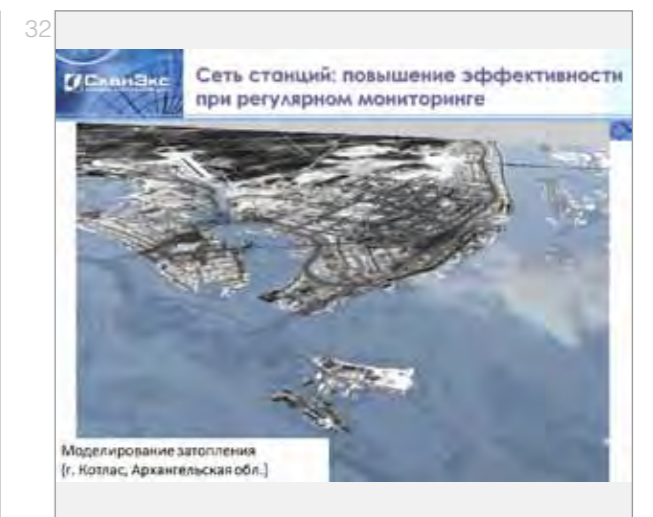 32
СканЭкс
Сеть станций: повышение эффективности
при регулярном мониторинге
Моделирование затопления
(г. Котлас, Архангельская обл.)